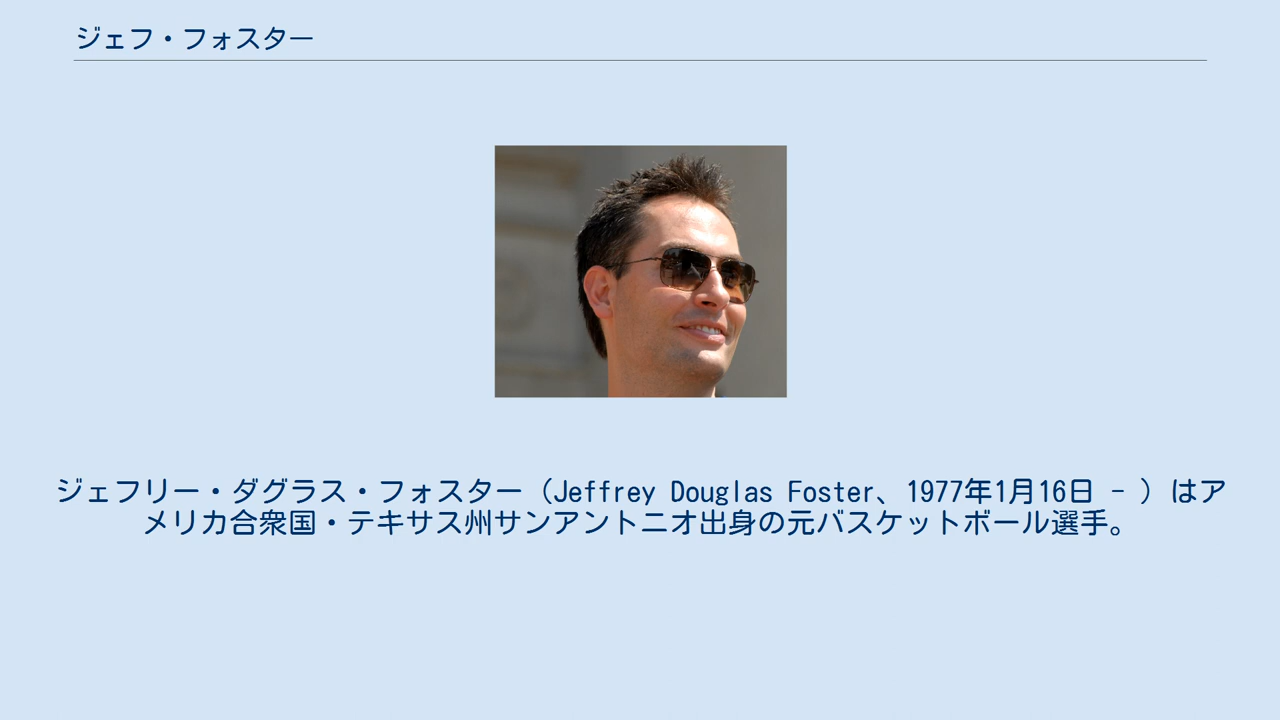 ジェフ・フォスター
ジェフリー・ダグラス・フォスター（Jeffrey Douglas Foster、1977年1月16日 - ）はア
メリカ合衆国・テキサス州サンアントニオ出身の元バスケットボール選手。